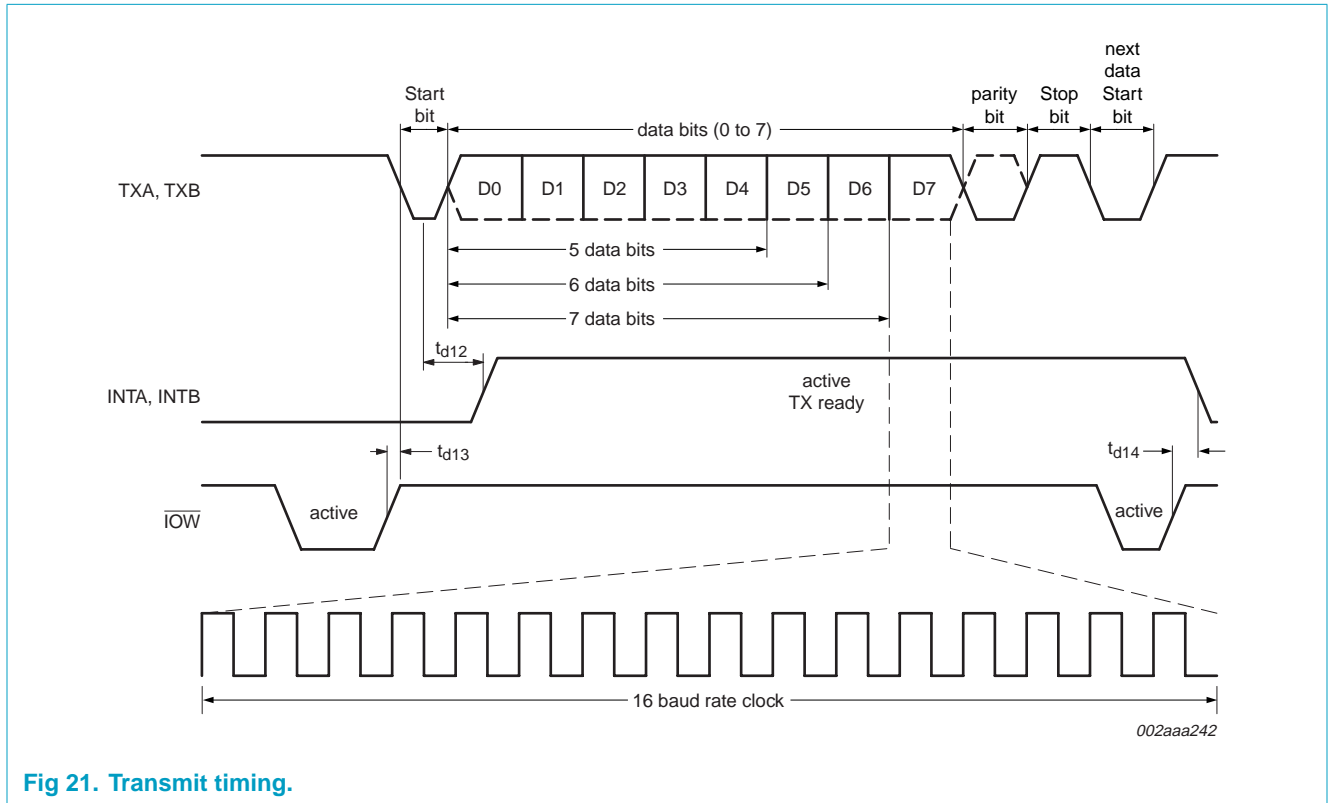 next
data
Start
bit
Start
bit
parity
bit
Stop
bit
data bits (0 to 7)
TXA, TXB
D0 D1 D2 D3 D4 D5 D6 D7
5 data bits
6 data bits
7 data bits
td12
INTA, INTB
active
TX ready
td13
td14
IOW
active
active
16 baud rate clock
002aaa242
Fig 21. Transmit timing.